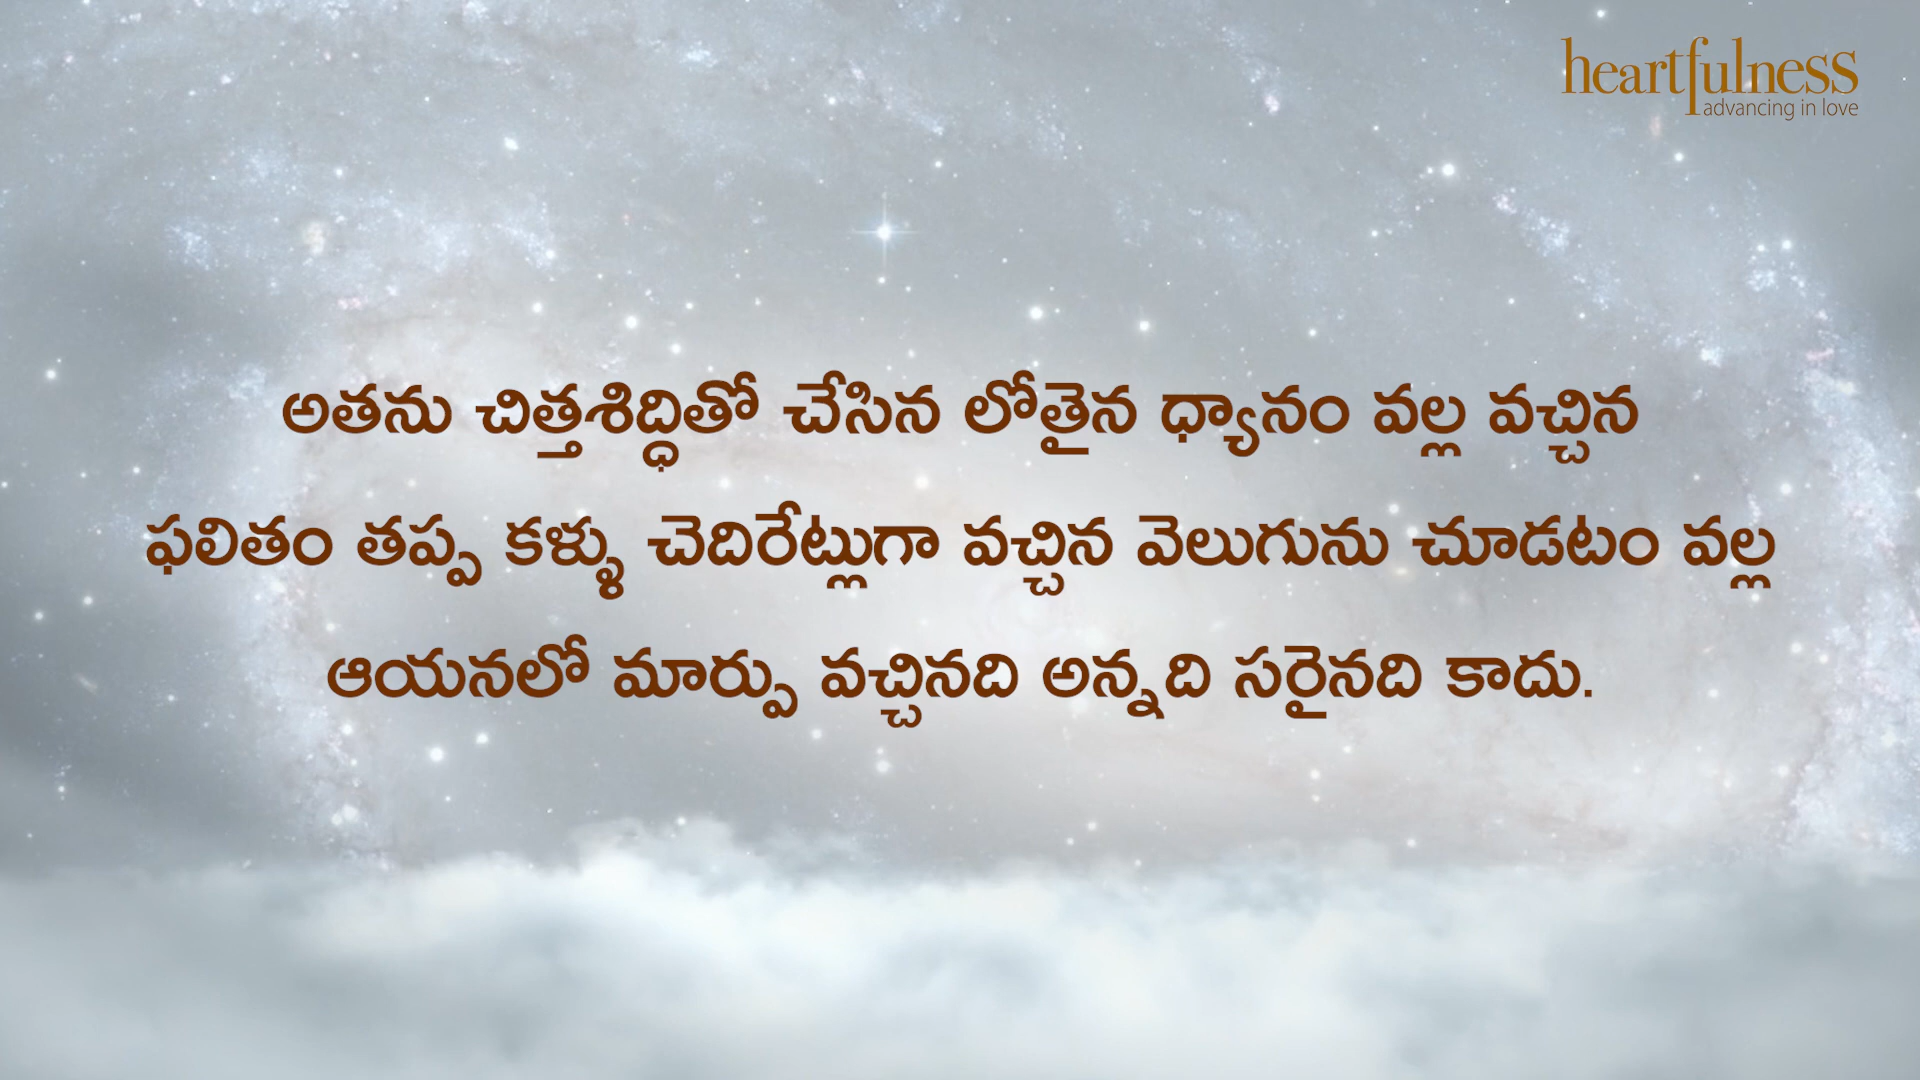 heartfulness
advancing in love
అతను చిత్తశిద్ధితో చేసిన లోతైన ధ్యానం వల్ల వచ్చిన
ఫలితం తప్ప కళ్ళు చెదిరేట్లుగా వచ్చిన వెలుగును చూడటం వల్ల
ఆయనలో మార్పు వచ్చినది అన్నది సరైనది కాదు.